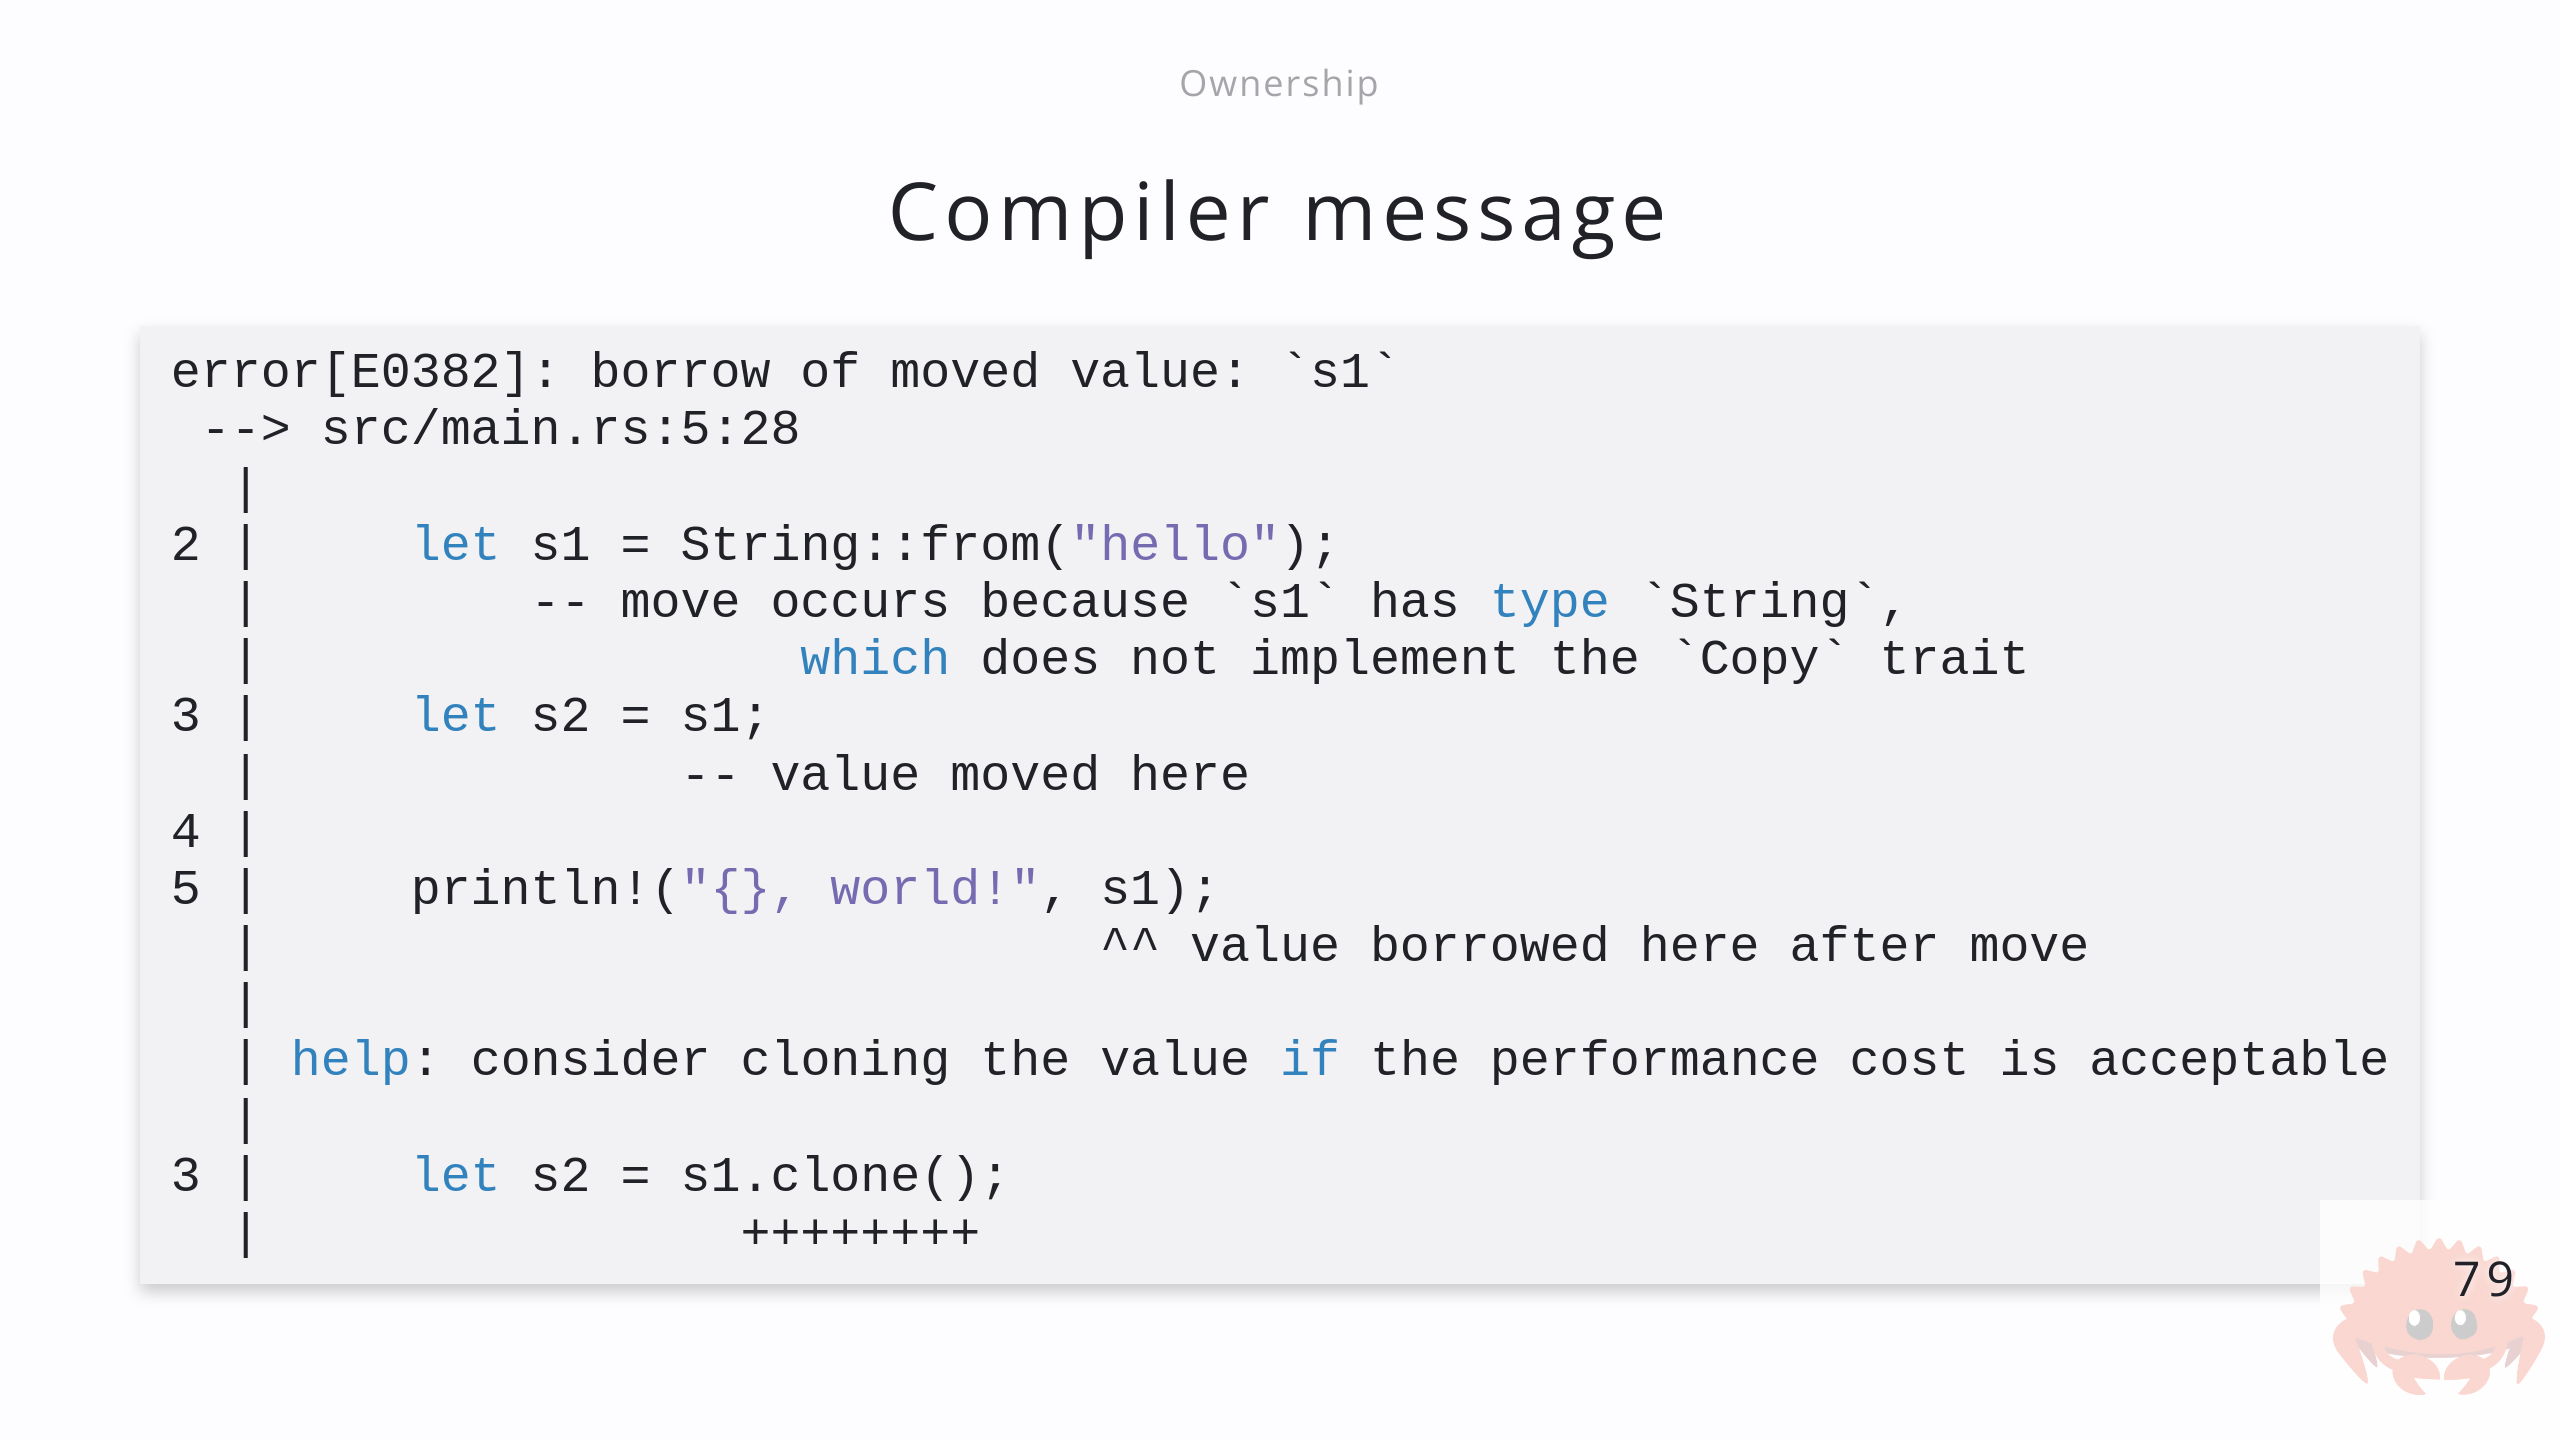 Ownership
Compiler message
error[E0382]: borrow of moved value: `s1`
 --> src/main.rs:5:28
  |
2 |     let s1 = String::from("hello");
  |         -- move occurs because `s1` has type `String`,
  |                  which does not implement the `Copy` trait
3 |     let s2 = s1;
  |              -- value moved here
4 |
5 |     println!("{}, world!", s1);
  |                            ^^ value borrowed here after move
  |
  | help: consider cloning the value if the performance cost is acceptable
  |
3 |     let s2 = s1.clone();
  |                ++++++++
79